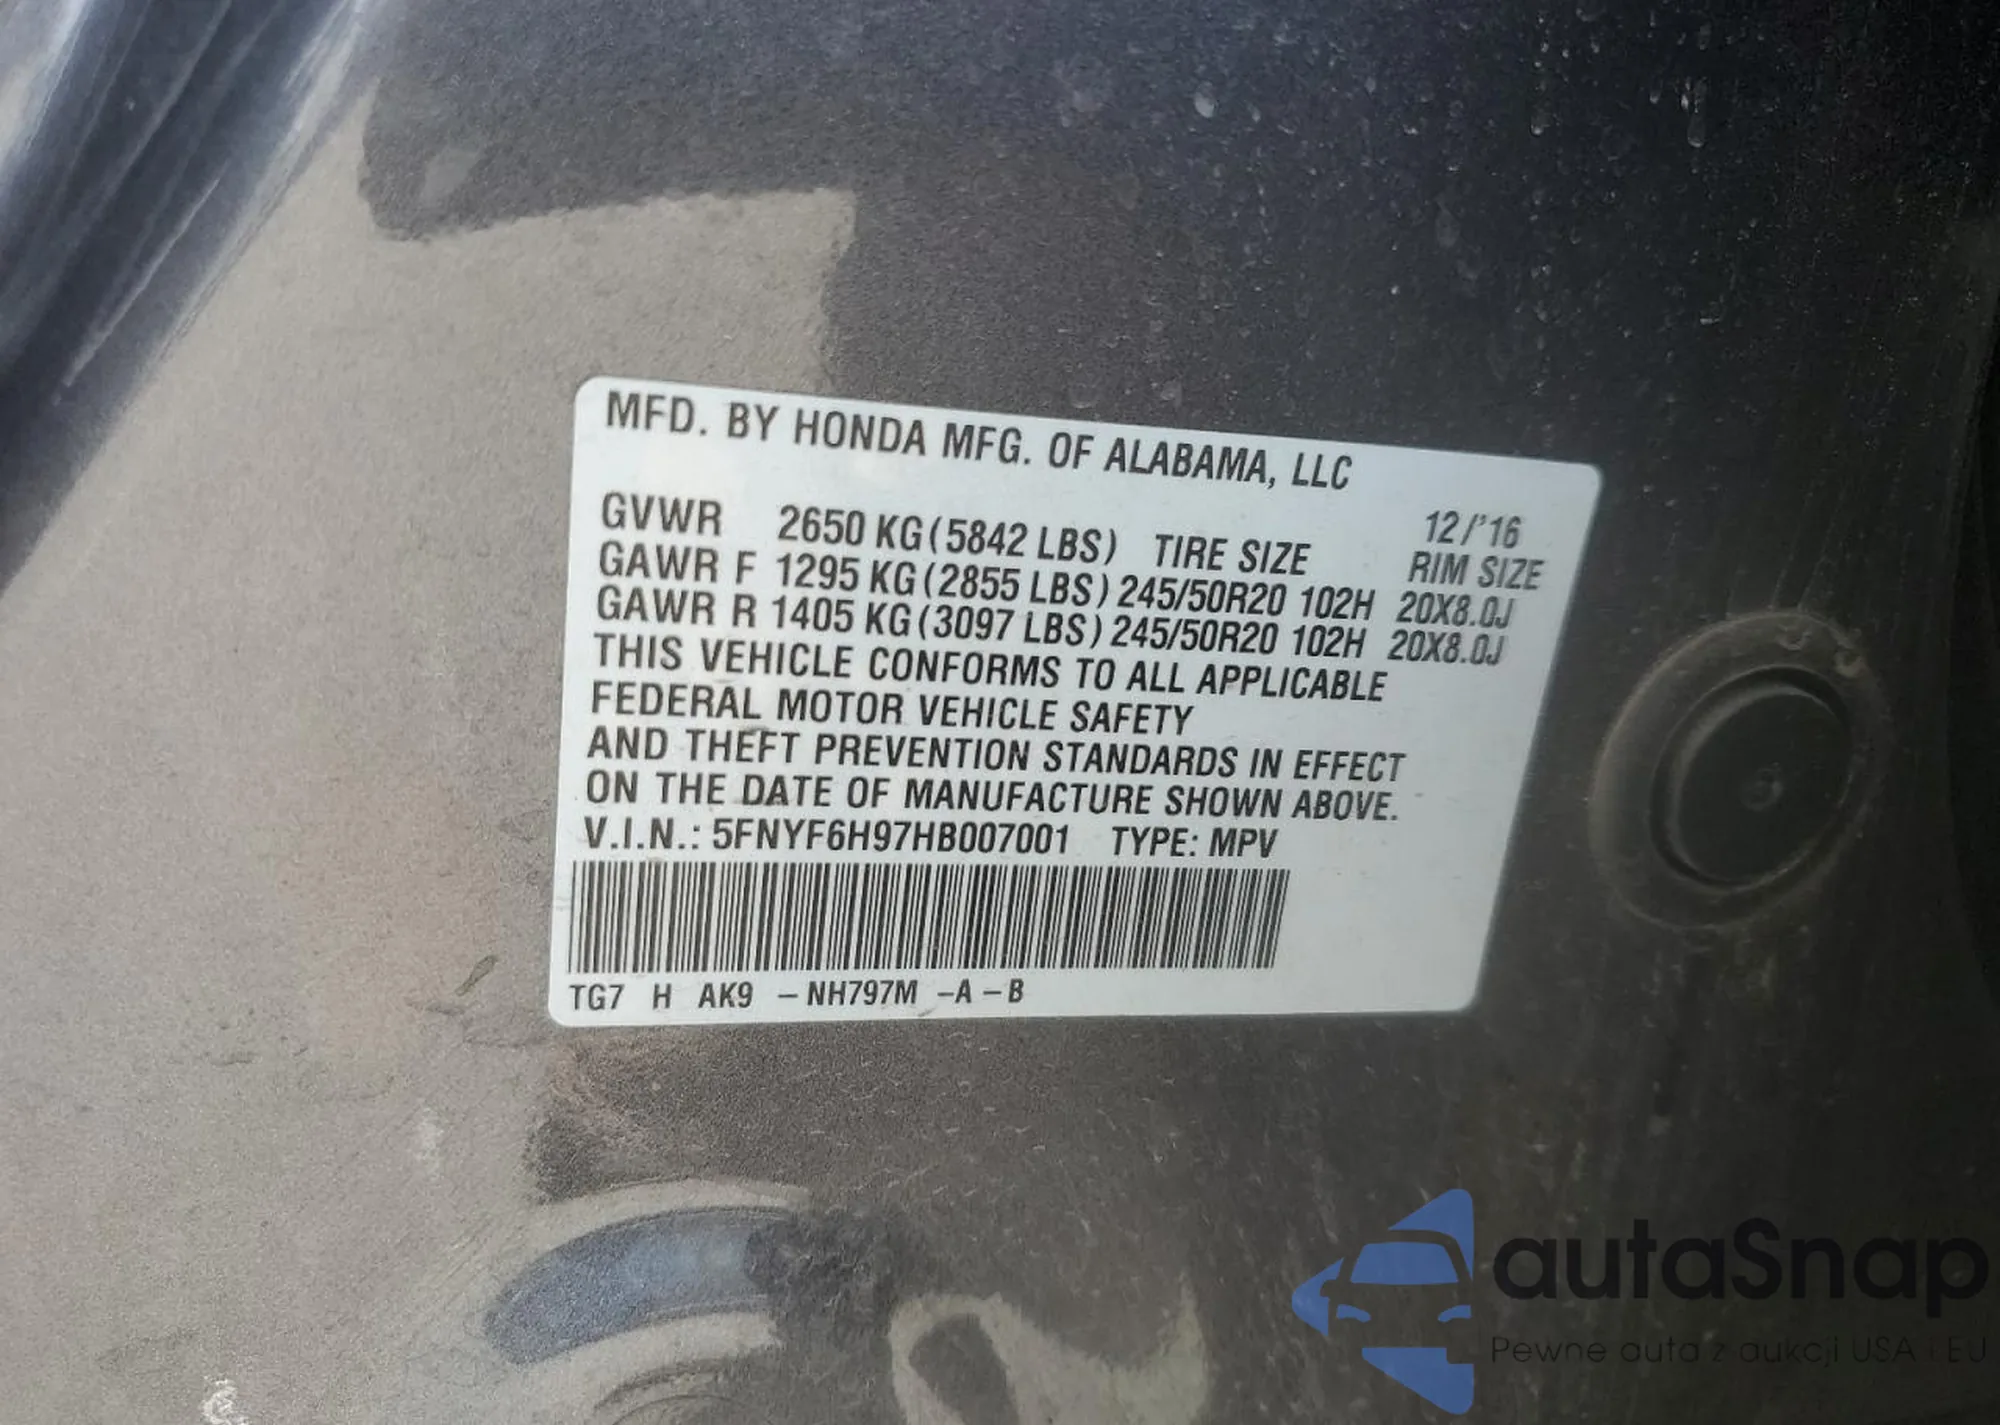 MFD. BY HONDA MFG. OF ALABAMA, LLC
12/'16
GVWR 2650 KG (5842 LBS) TIRE SIZE RIM SIZE
GAWR F 1295 KG (2855 LBS) 245/50R20 102H 20X8.0J
GAWR R 1405 KG (3097 LBS) 245/50R20 102H 20X8.0J
THIS VEHICLE CONFORMS TO ALL APPLICABLE
FEDERAL MOTOR VEHICLE SAFETY
AND THEFT PREVENTION STANDARDS IN EFFECT
ON THE DATE OF MANUFACTURE SHOWN ABOVE.
V.I.N.: 5FNYF6H97HB007001 TYPE: MPV
TG7 H AK9 -NH797M -A -B
autaSnap
Pewne auta z aukcji USA i EU